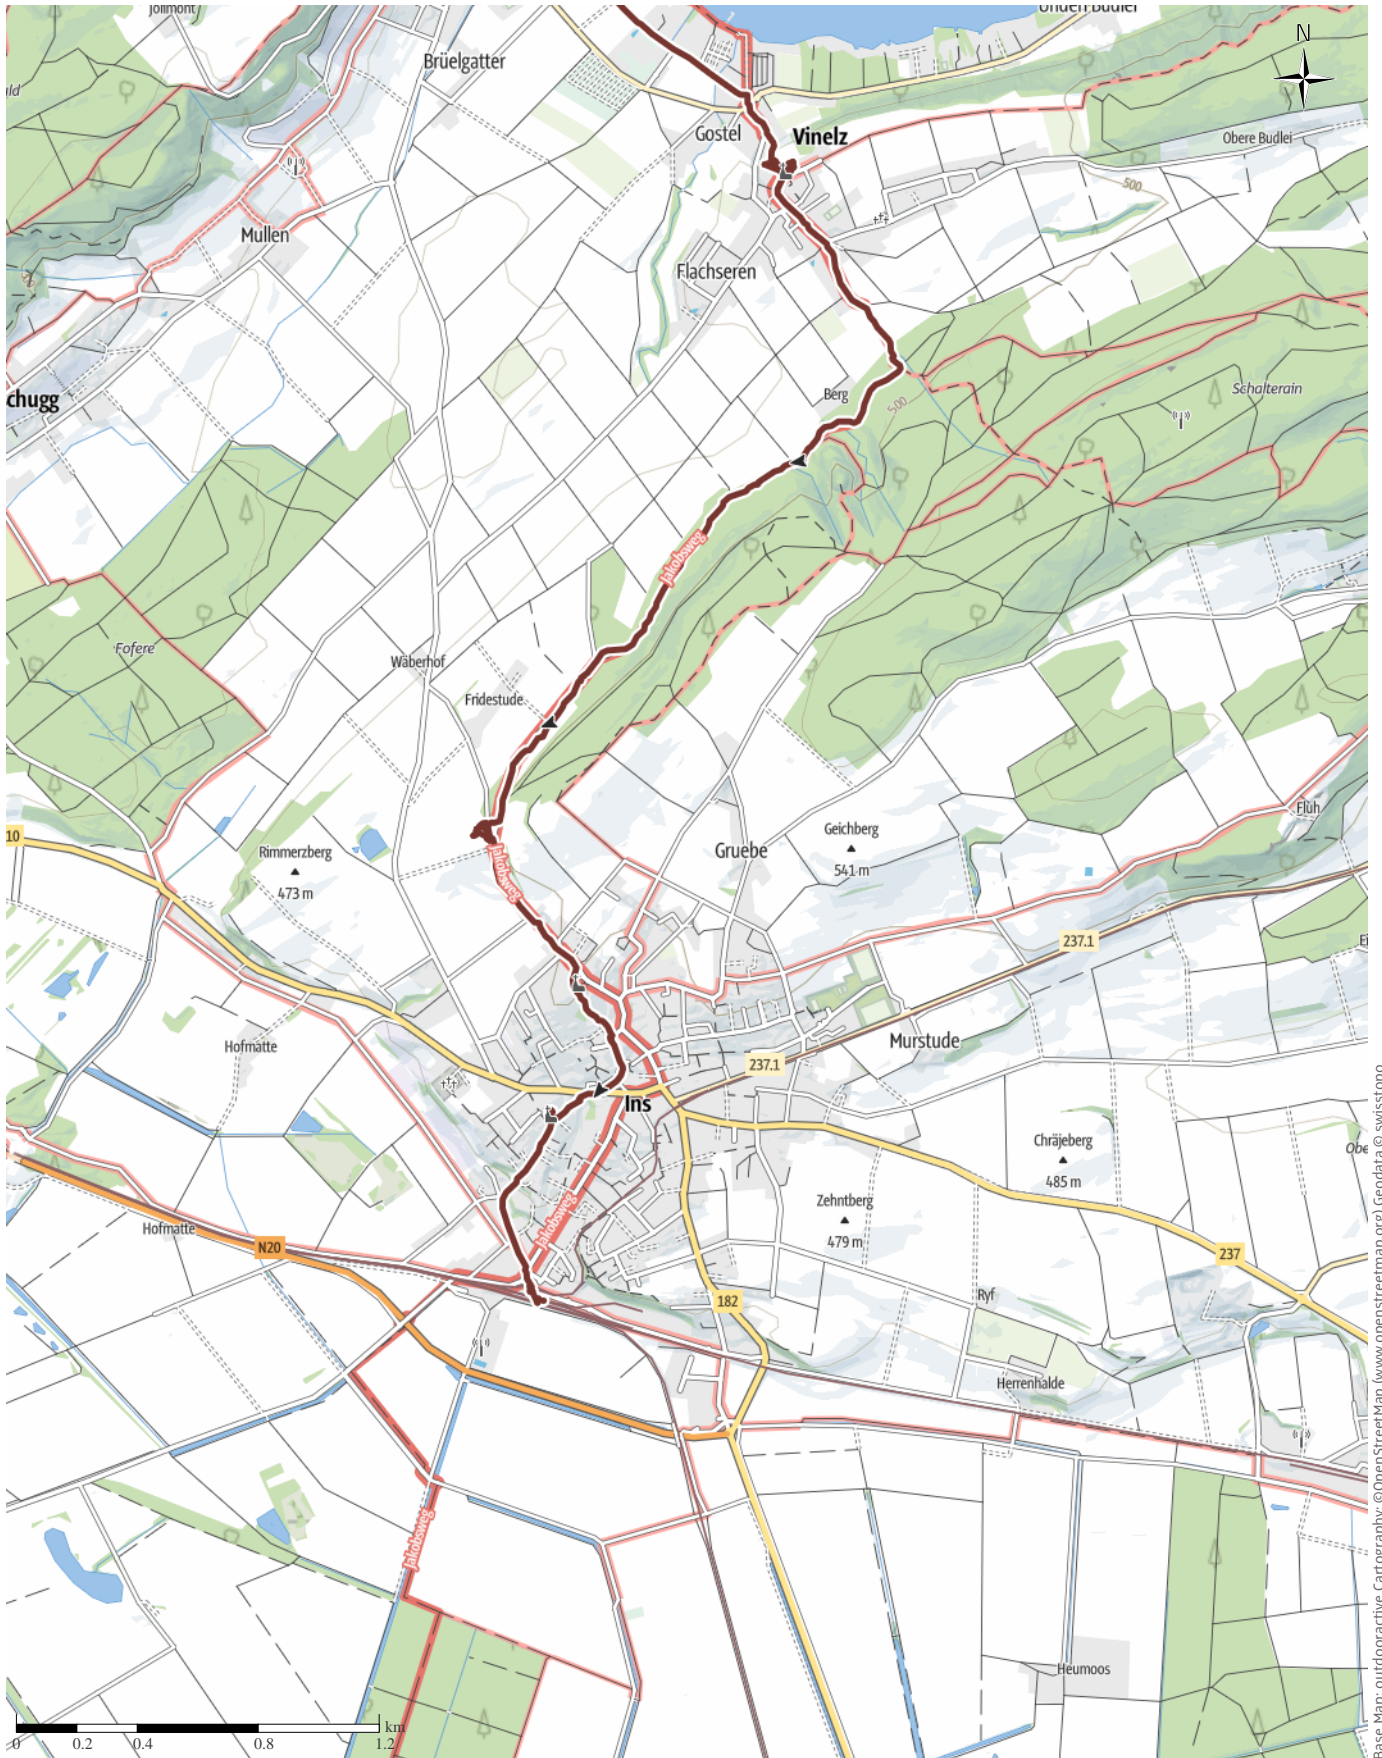 Jolimont
Unden Budlei
N
Brüelgatter
Gostel
Vinelz
Obere Budlei
500
Mullen
Flachseren
Schalterain
Berg
500
chugg
Jakobsweg
Fofere
Wäberhof
Fridestude
Flüh
10
Geichberg
541 m
Gruebe
Rimmerzberg
473 m
Jakobsweg
237.1
Murstude
Hofmatte
237.1
Ins
Chräjeberg
485 m
Zehntberg
479 m
Jakobsweg
Hofmatte
N20
237
182
Ryf
Herrenhalde
Jakobsweg
Heumoos
km
0 0.2 0.4 0.8 1.2
Base Map: outdooractive Cartography; ©OpenStreetMap (www.openstreetmap.org) Geodata © swisstopo